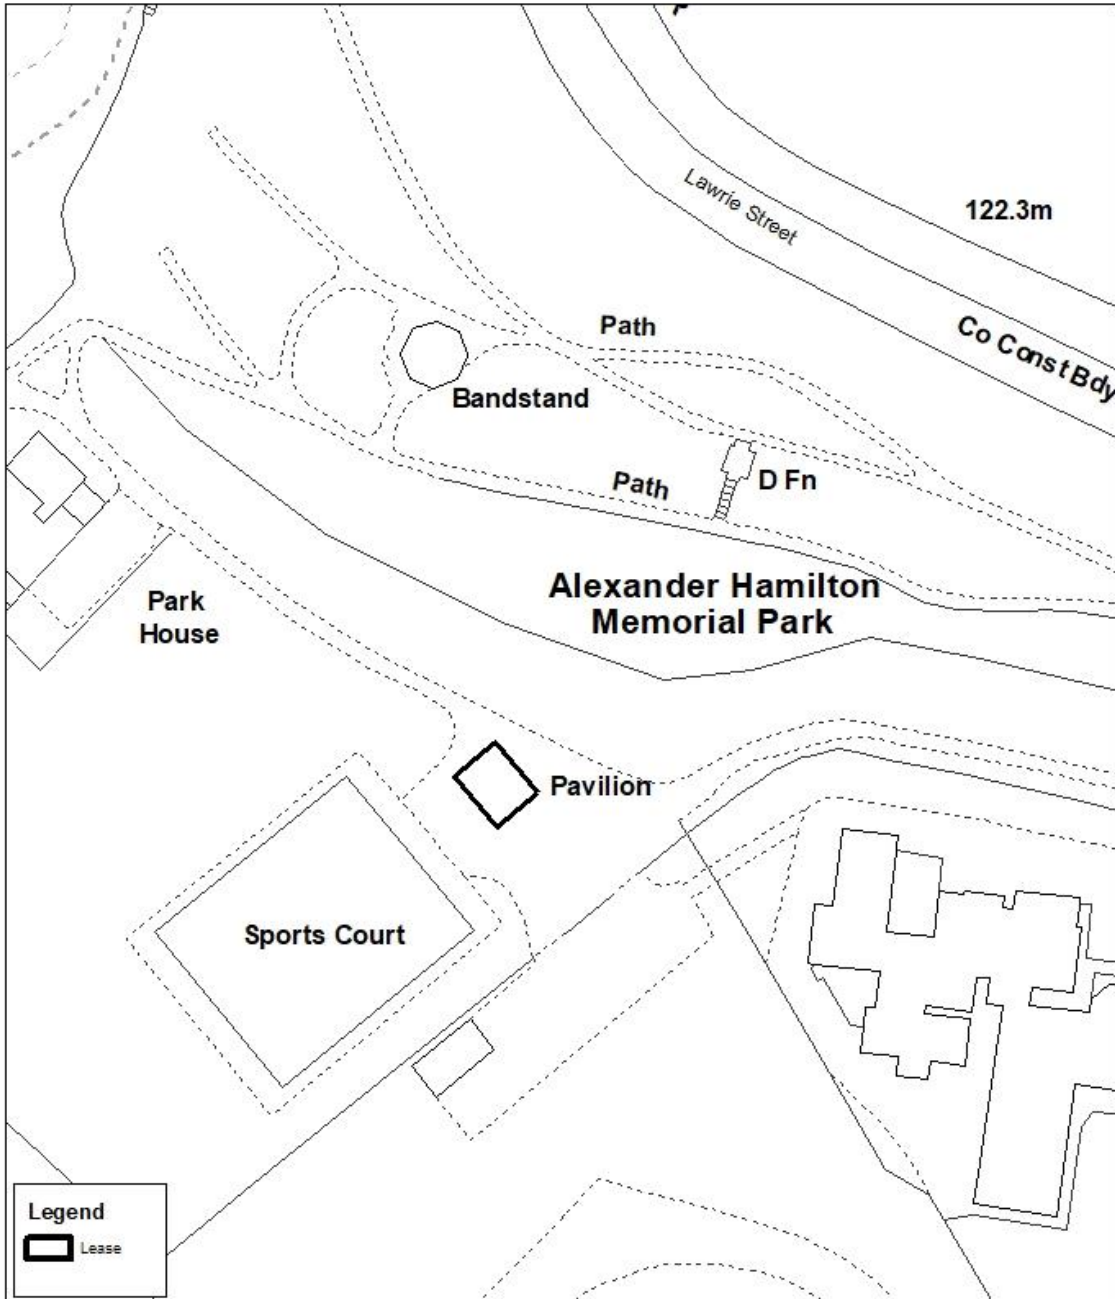 Lawrie Street
122.3m
Path
Co Const Bdy
Bandstand
D Fn
Path
Alexander Hamilton
Memorial Park
Park
House
Pavilion
Sports Court
Legend
Lease